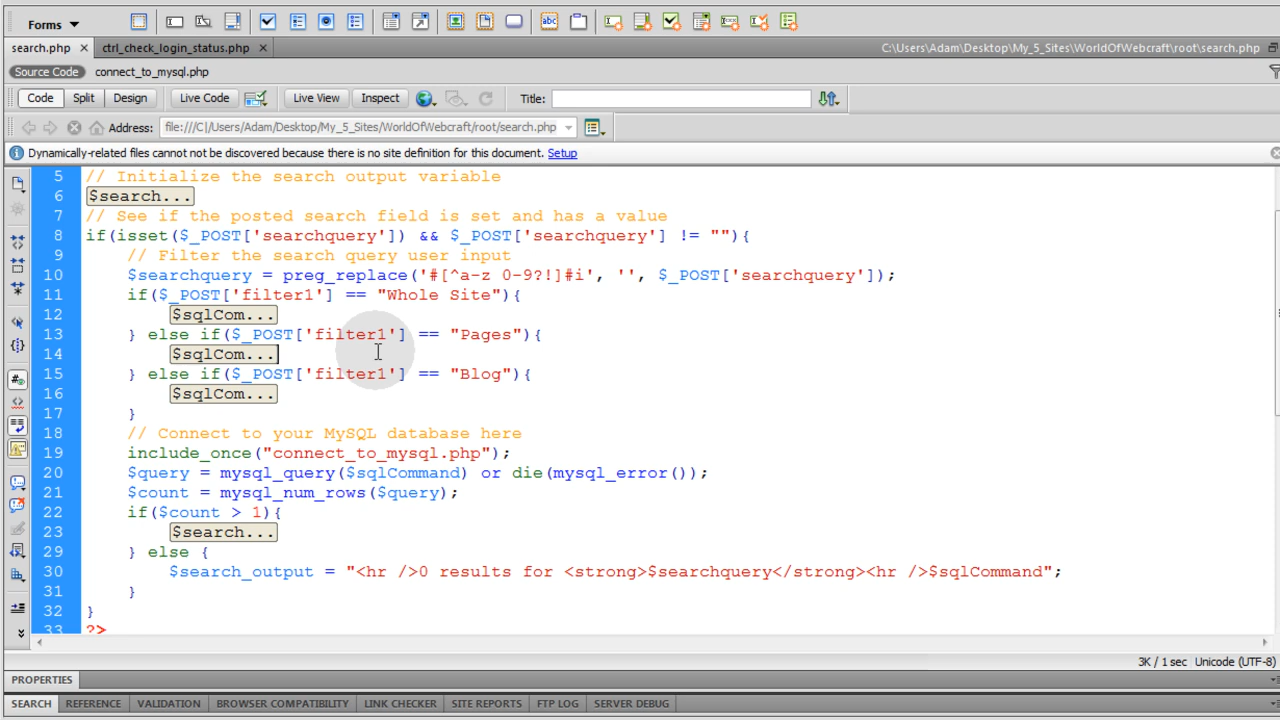 Forms
search.php × ctrl_check_login_status.php ×
C:\Users\Adam\Desktop\My_5_Sites\WorldOfWebcraft\root\search.php
Source Code connect_to_mysql.php
Code Split Design Live Code Live View Inspect Title:
Address: file:///C|/Users/Adam/Desktop/My_5_Sites/WorldOfWebcraft/root/search.php
Dynamically-related files cannot not be discovered because there is no site definition for this document. Setup
5 // Initialize the search output variable
6 $search...
7 // See if the posted search field is set and has a value
8 if(isset($_POST['searchquery']) && $_POST['searchquery'] != ""){
9 // Filter the search query user input
10 $searchquery = preg_replace('#[^a-z 0-9?!]#i', '', $_POST['searchquery']);
11 if($_POST['filter1'] == "Whole Site"){
12 $sqlCom...
13 } else if($_POST['filter1'] == "Pages"){
14 $sqlCom...
15 } else if($_POST['filter1'] == "Blog"){
16 $sqlCom...
17 }
18 // Connect to your MySQL database here
19 include_once("connect_to_mysql.php");
20 $query = mysql_query($sqlCommand) or die(mysql_error());
21 $count = mysql_num_rows($query);
22 if($count > 1){
23 $search...
29 } else {
30 $search_output = "<hr />0 results for <strong>$searchquery</strong><hr />$sqlCommand";
31 }
32 }
33 ?>
3K / 1 sec Unicode (UTF-8)
PROPERTIES
SEARCH REFERENCE VALIDATION BROWSER COMPATIBILITY LINK CHECKER SITE REPORTS FTP LOG SERVER DEBUG